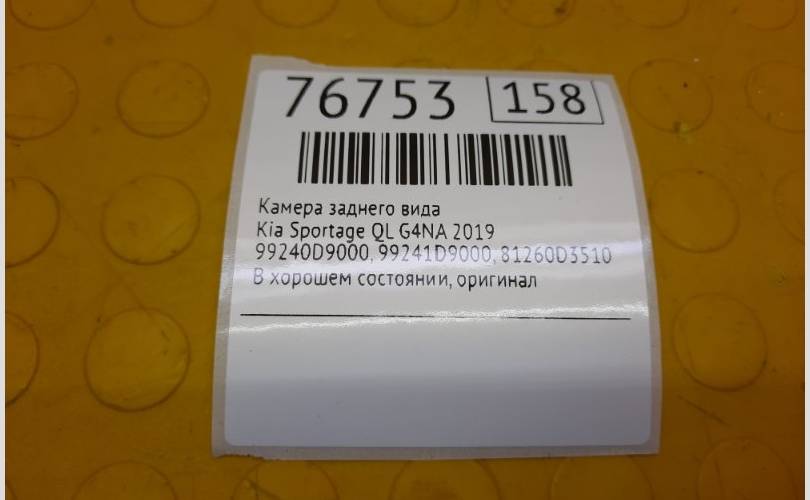 76753 158
Камера заднего вида
Kia Sportage QL G4NA 2019
99240D9000, 99241D9000, 81260D3510
В хорошем состоянии, оригинал